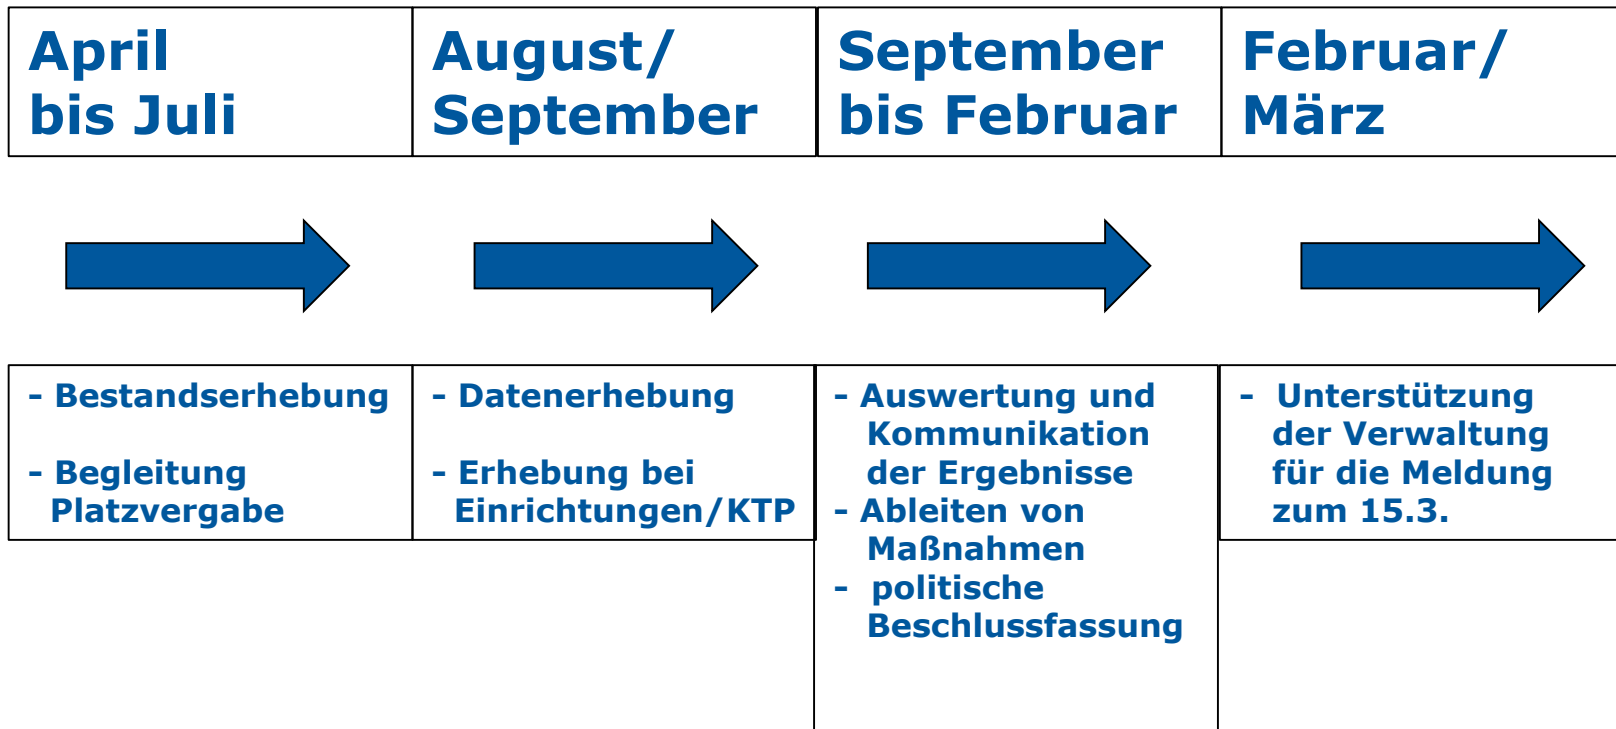 April
bis Juli
August/
September
September
bis Februar
Februar/
März
- Bestandserhebung
- Begleitung
Platzvergabe
- Datenerhebung
- Erhebung bei
Einrichtungen/KTP
- Auswertung und
Kommunikation
der Ergebnisse
- Ableiten von
Maßnahmen
- politische
Beschlussfassung
- Unterstützung
der Verwaltung
für die Meldung
zum 15.3.